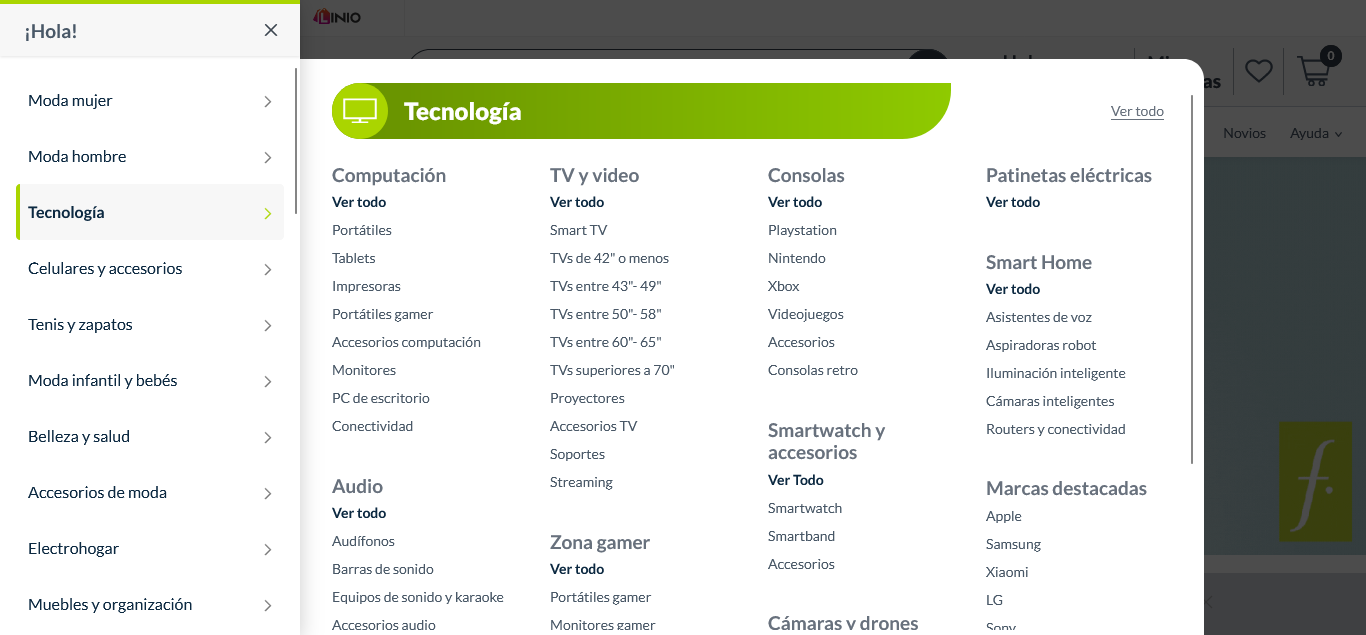 ¡Hola!
Moda mujer
Moda hombre
Tecnología
Celulares y accesorios
Tenis y zapatos
Moda infantil y bebés
Belleza y salud
Accesorios de moda
Electrohogar
Muebles y organización
LINIO
0
Novios
Ayuda
Tecnología
Ver todo
Computación
Ver todo
Portátiles
Tablets
Impresoras
Portátiles gamer
Accesorios computación
Monitores
PC de escritorio
Conectividad
Audio
Ver todo
Audífonos
Barras de sonido
Equipos de sonido y karaoke
Accesorios audio
TV y video
Ver todo
Smart TV
TVs de 42" o menos
TVs entre 43"- 49"
TVs entre 50"- 58"
TVs entre 60"- 65"
TVs superiores a 70"
Proyectores
Accesorios TV
Soportes
Streaming
Zona gamer
Ver todo
Portátiles gamer
Monitores gamer
Consolas
Ver todo
Playstation
Nintendo
Xbox
Videojuegos
Accesorios
Consolas retro
Smartwatch y
accesorios
Ver Todo
Smartwatch
Smartband
Accesorios
Cámaras y drones
Patinetas eléctricas
Ver todo
Smart Home
Ver todo
Asistentes de voz
Aspiradoras robot
Iluminación inteligente
Cámaras inteligentes
Routers y conectividad
Marcas destacadas
Apple
Samsung
Xiaomi
LG
Sony
f.